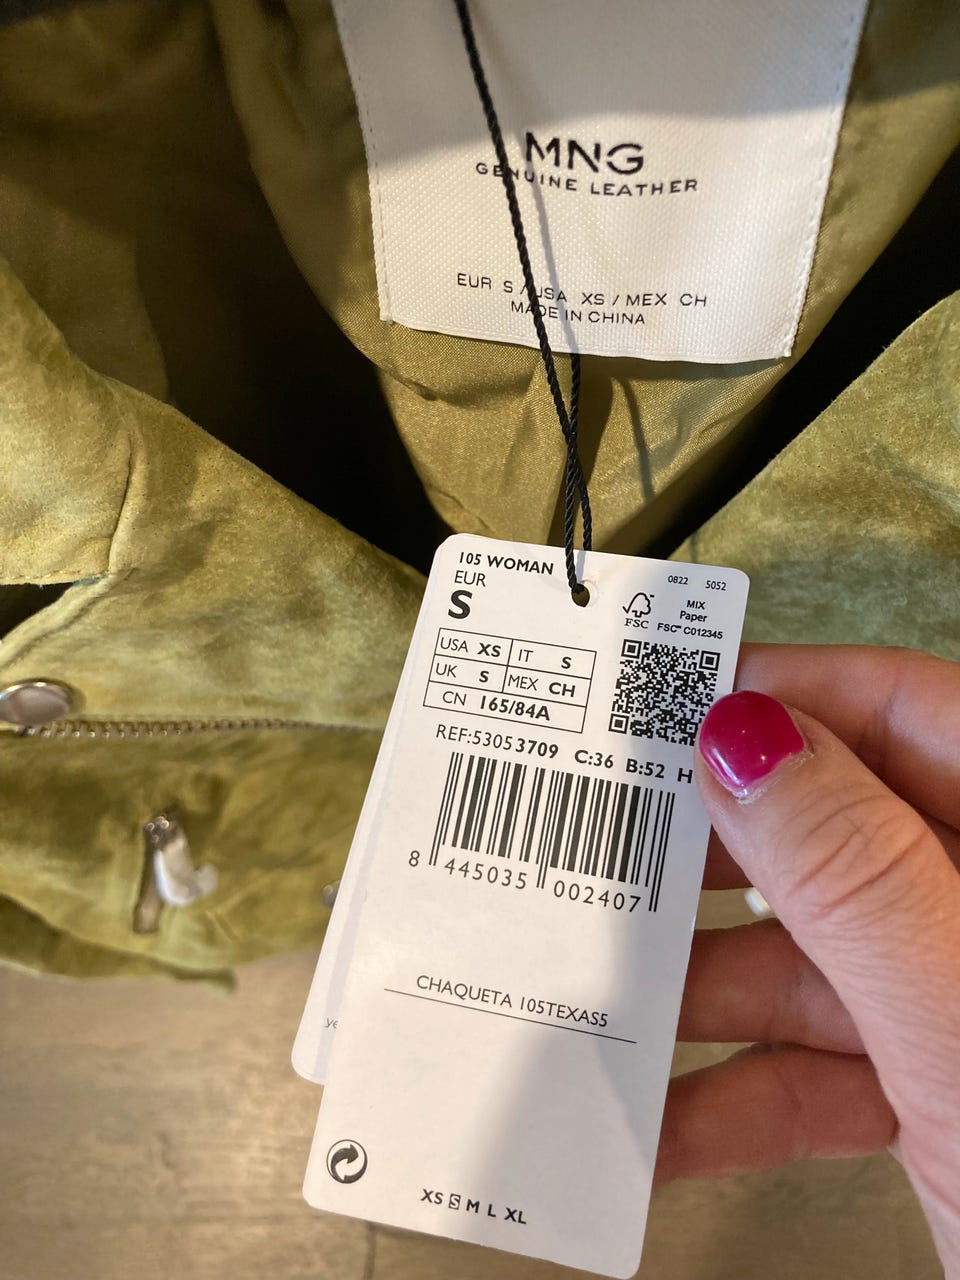 MNG
GENUINE LEATHER
EUR S / USA XS / MEX CH
MADE IN CHINA
105 WOMAN
EUR
S
0822 5052
FSC
MIX
Paper
FSC™ C012345
USA XS IT S
UK S MEX CH
CN 165/84A
REF:53053709 C:36 B:52 H
8 445035 002407
CHAQUETA 105TEXAS5
ye
XS S M L XL